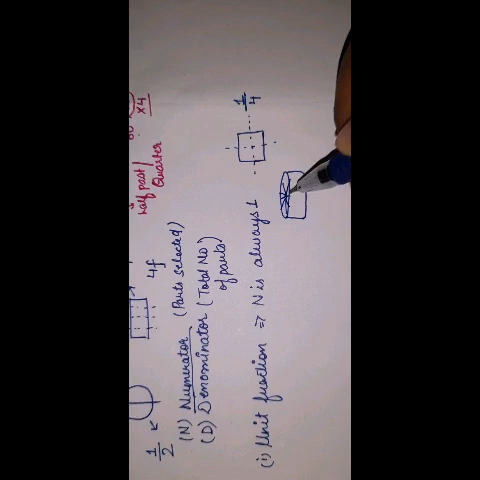 1/2
4f
Half past/
Quarter
x4
(N) Numerator (Parts selected)
(D) Denominator (Total No.
of parts)
(i) Unit fraction ⇒ N is always 1
1/4